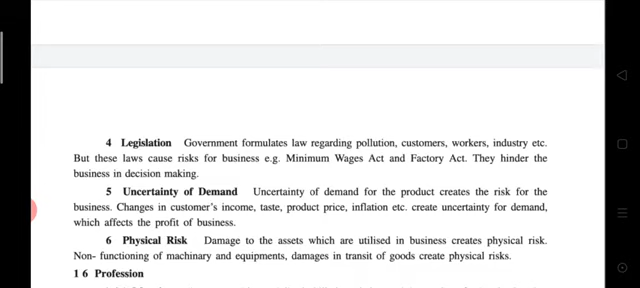 4 Legislation Government formulates law regarding pollution, customers, workers, industry etc.
But these laws cause risks for business e.g. Minimum Wages Act and Factory Act. They hinder the
business in decision making.
5 Uncertainty of Demand Uncertainty of demand for the product creates the risk for the
business. Changes in customer's income, taste, product price, inflation etc. create uncertainty for demand,
which affects the profit of business.
6 Physical Risk Damage to the assets which are utilised in business creates physical risk.
Non- functioning of machinary and equipments, damages in transit of goods create physical risks.
1 6 Profession